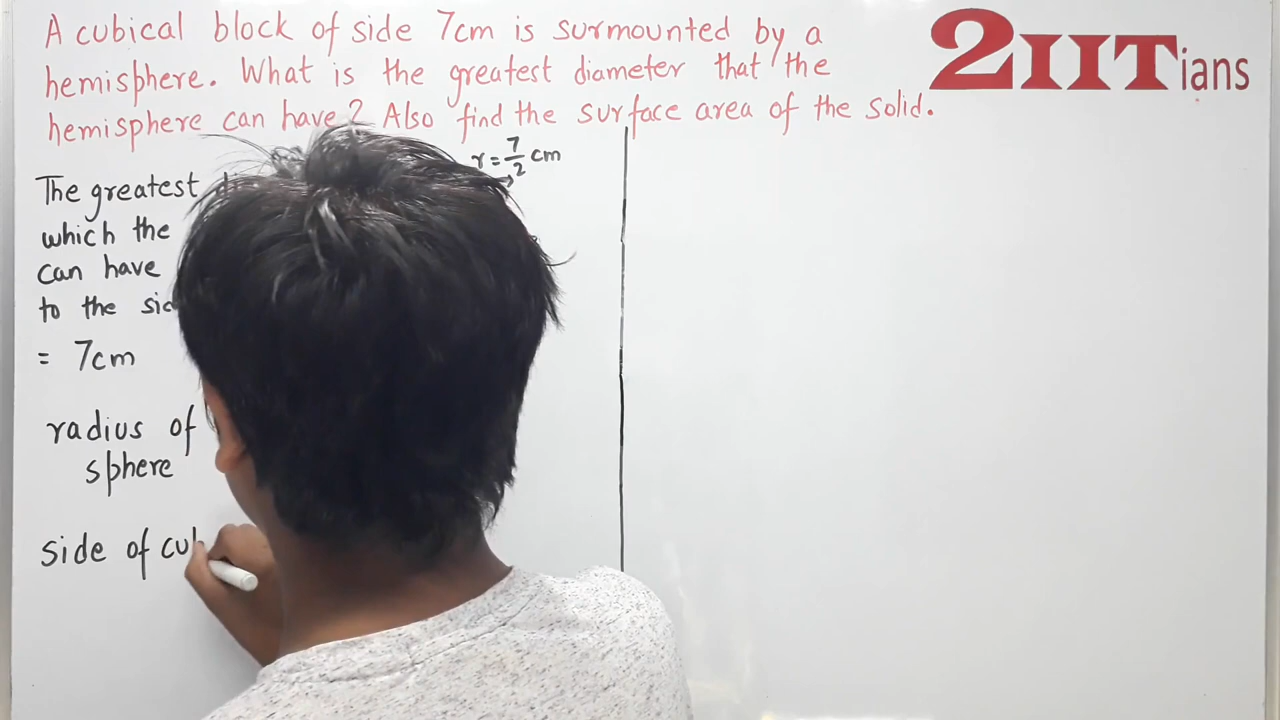 A cubical block of side 7cm is surmounted by a
hemisphere. What is the greatest diameter that the
hemisphere can have? Also find the surface area of the solid.
2IITians
r = 7/2 cm
The greatest
which the
can have
to the
= 7cm
radius of
sphere
side of